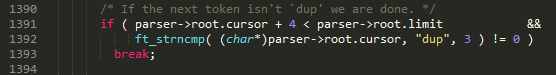 1390 /* If the next token isn't `dup' we are done. */
1391 if ( parser->root.cursor + 4 < parser->root.limit &&
1392 ft_strncmp( (char*)parser->root.cursor, "dup", 3 ) != 0 )
1393 break;
1394